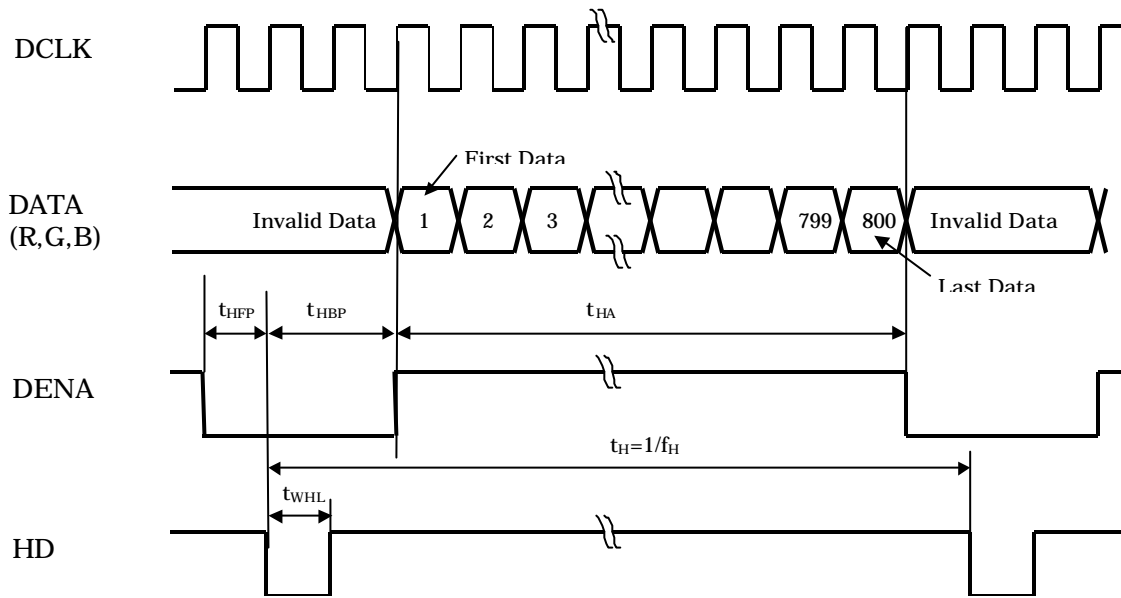 DCLK
First Data
DATA
(R,G,B)
Invalid Data 1 2 3 799 800 Invalid Data
Last Data
tHFP tHBP tHA
DENA
tH=1/fH
tWHL
HD